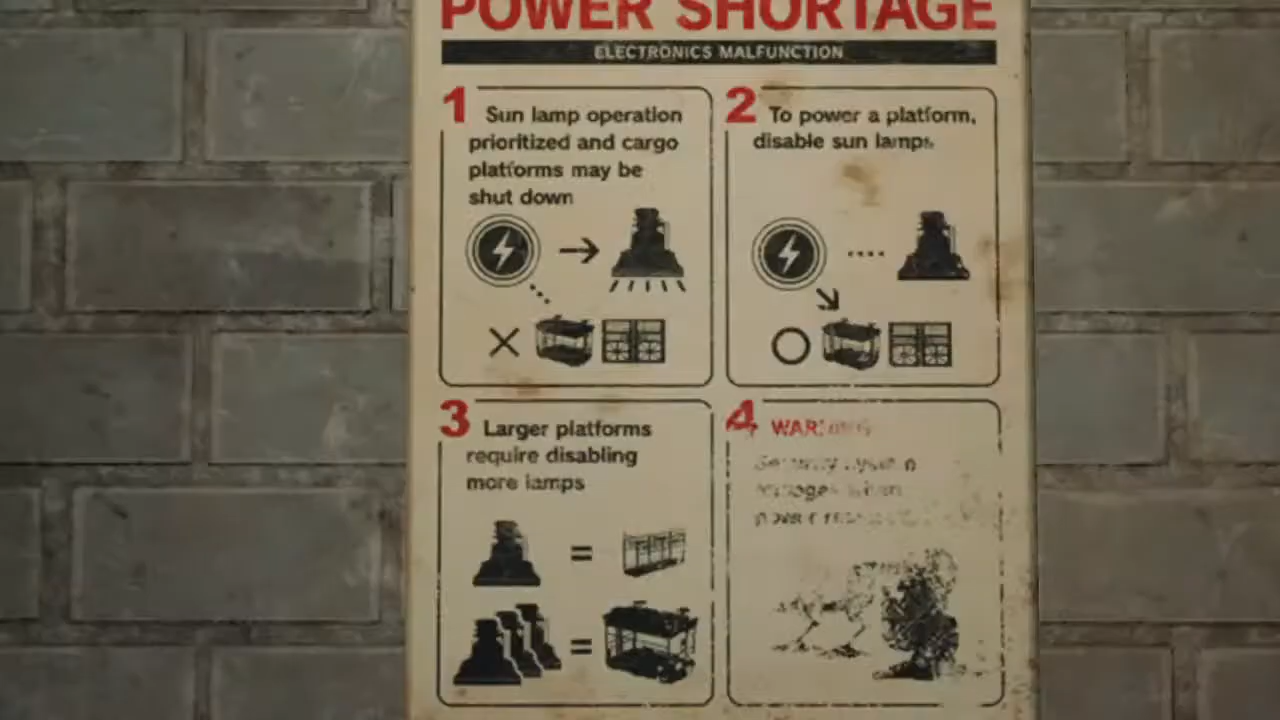 POWER SHORTAGE
ELECTRONICS MALFUNCTION
1 Sun lamp operation
prioritized and cargo
platforms may be
shut down
2 To power a platform,
disable sun lamps
3 Larger platforms
require disabling
more lamps
4